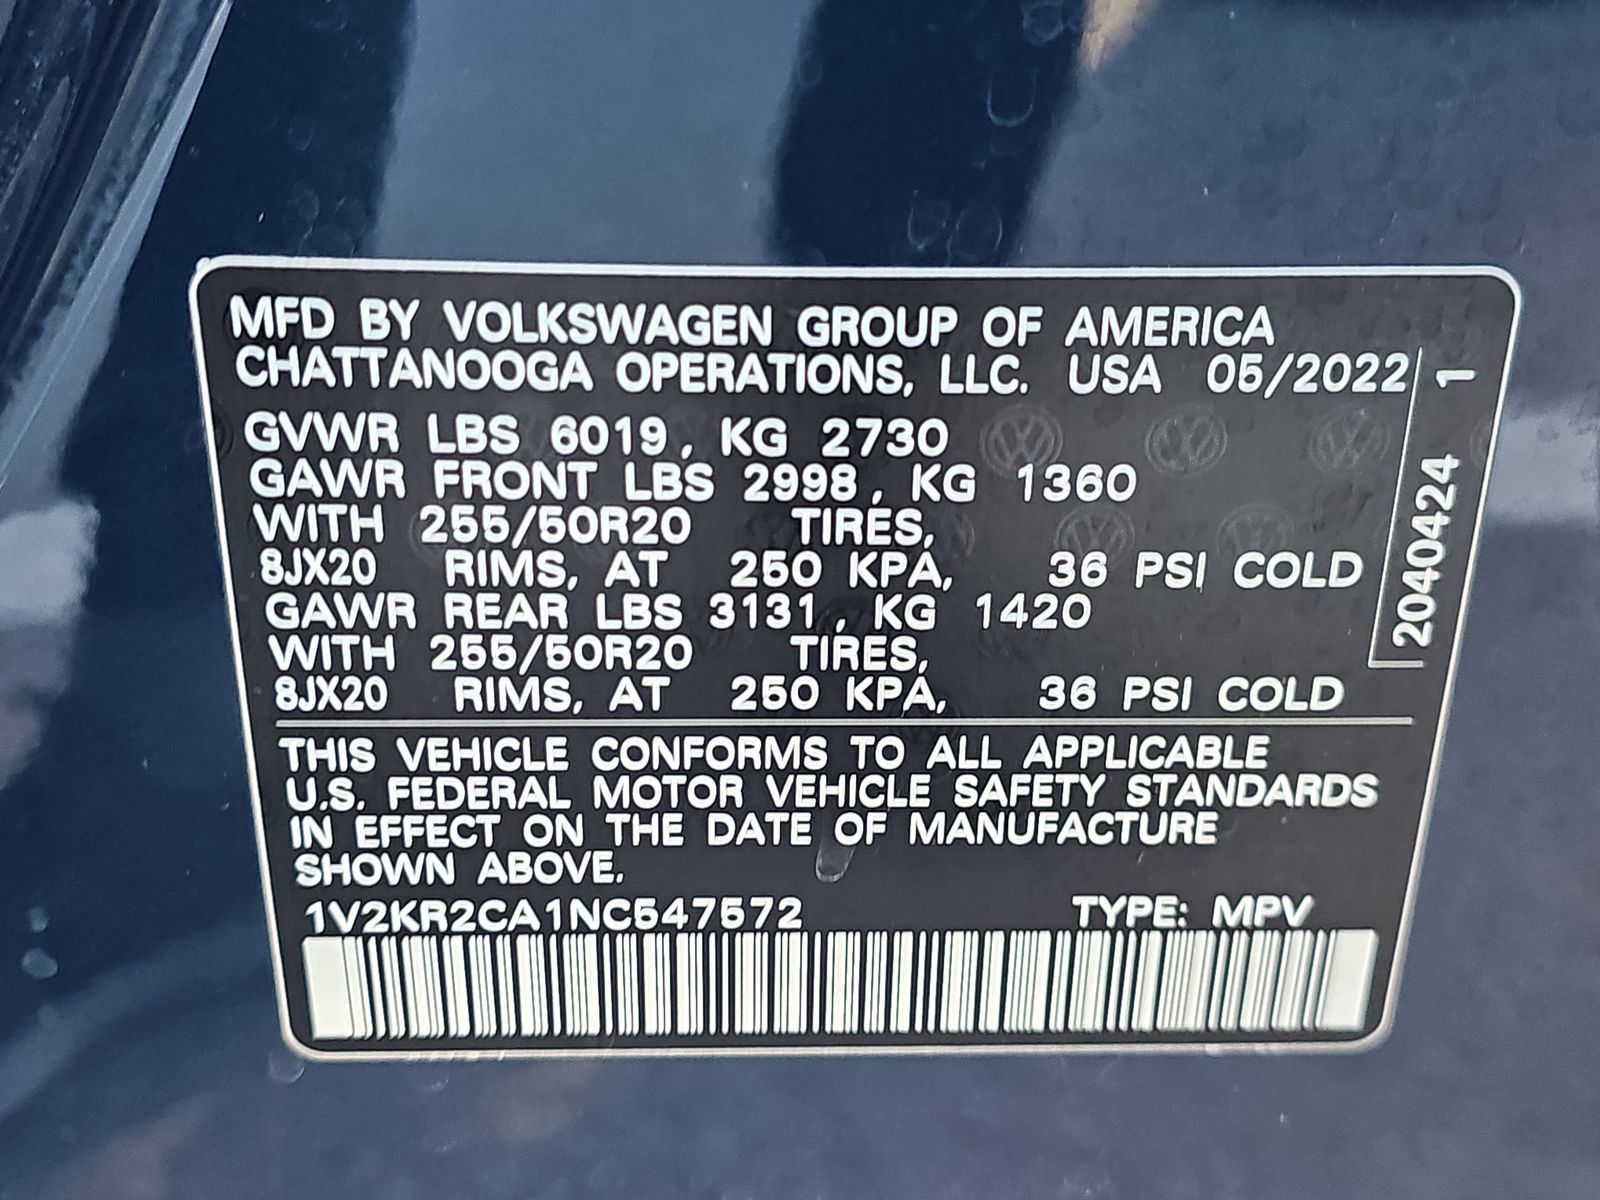 MFD BY VOLKSWAGEN GROUP OF AMERICA
CHATTANOOGA OPERATIONS, LLC. USA 05/2022
GVWR LBS 6019, KG 2730
GAWR FRONT LBS 2998, KG 1360
WITH 255/50R20 TIRES,
8JX20 RIMS, AT 250 KPA, 36 PSI COLD
GAWR REAR LBS 3131, KG 1420
WITH 255/50R20 TIRES,
8JX20 RIMS, AT 250 KPA, 36 PSI COLD
2040424 1
THIS VEHICLE CONFORMS TO ALL APPLICABLE
U.S. FEDERAL MOTOR VEHICLE SAFETY STANDARDS
IN EFFECT ON THE DATE OF MANUFACTURE
SHOWN ABOVE.
1V2KR2CA1NC547572 TYPE: MPV